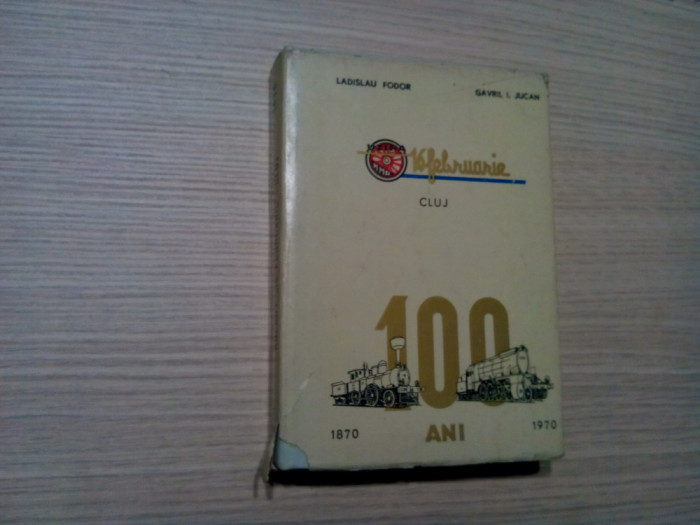 LADISLAU FODOR
GAVRIL I. JUCAN
16 februarie
CLUJ
100
ANI
1870
1970